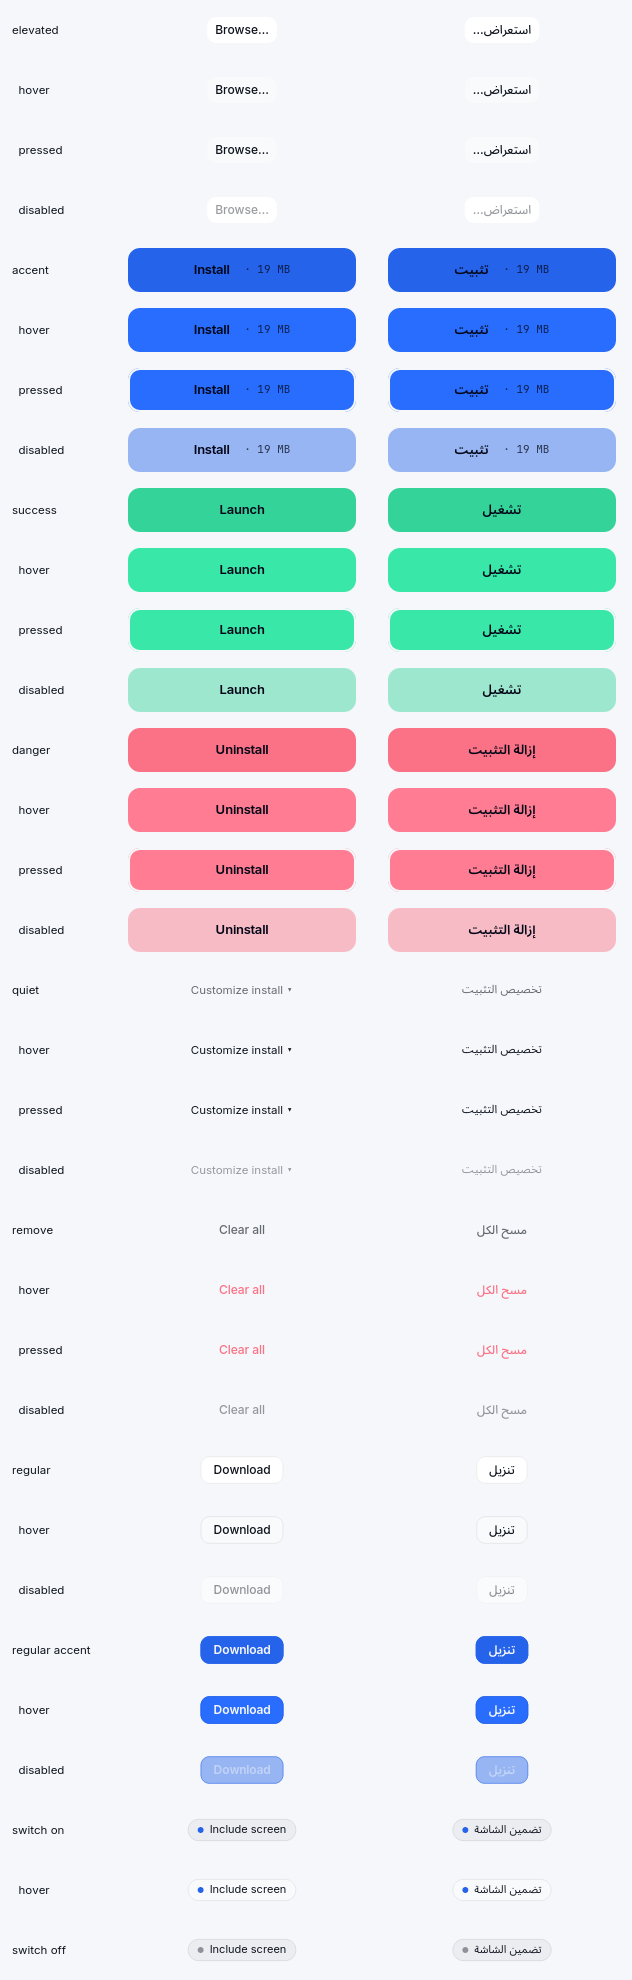 elevated Browse... استعراض...
hover Browse... استعراض...
pressed Browse... استعراض...
disabled Browse... استعراض...
accent Install · 19 MB تثبيت · 19 MB
hover Install · 19 MB تثبيت · 19 MB
pressed Install · 19 MB تثبيت · 19 MB
disabled Install · 19 MB تثبيت · 19 MB
success Launch تشغيل
hover Launch تشغيل
pressed Launch تشغيل
disabled Launch تشغيل
danger Uninstall إزالة التثبيت
hover Uninstall إزالة التثبيت
pressed Uninstall إزالة التثبيت
disabled Uninstall إزالة التثبيت
quiet Customize install تخصيص التثبيت
hover Customize install تخصيص التثبيت
pressed Customize install تخصيص التثبيت
disabled Customize install تخصيص التثبيت
remove Clear all مسح الكل
hover Clear all مسح الكل
pressed Clear all مسح الكل
disabled Clear all مسح الكل
regular Download تنزيل
hover Download تنزيل
disabled Download تنزيل
regular accent Download تنزيل
hover Download تنزيل
disabled Download تنزيل
switch on Include screen تضمين الشاشة
hover Include screen تضمين الشاشة
switch off Include screen تضمين الشاشة